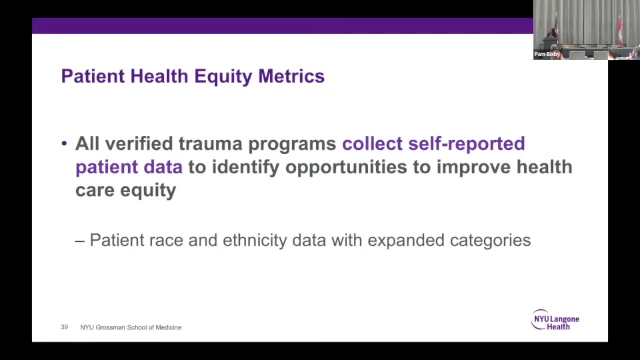 Pam Bixby
Patient Health Equity Metrics
• All verified trauma programs collect self-reported
patient data to identify opportunities to improve health
care equity
– Patient race and ethnicity data with expanded categories
39 NYU Grossman School of Medicine
NYU Langone
Health